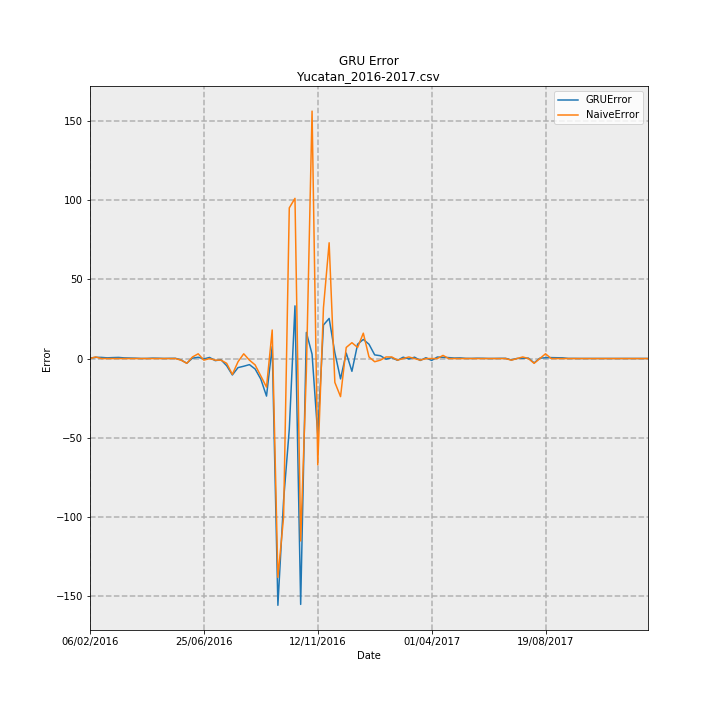 GRU Error
Yucatan_2016-2017.csv
GRUError
NaiveError
150
100
50
0
−50
−100
−150
Error
06/02/2016
25/06/2016
12/11/2016
01/04/2017
19/08/2017
Date